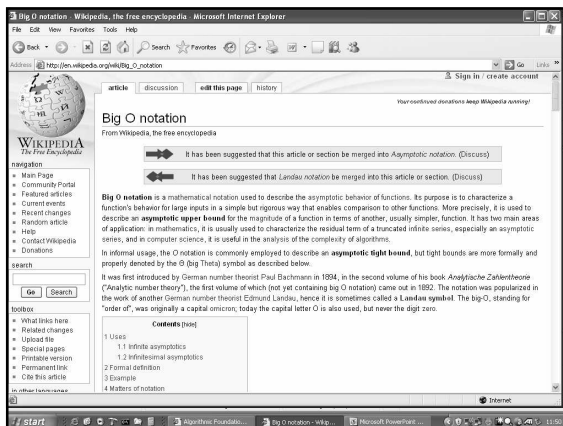 Big O notation - Wikipedia, the free encyclopedia - Microsoft Internet Explorer
File Edit View Favorites Tools Help
Back Search Favorites
Address http://en.wikipedia.org/wiki/Big_O_notation Go Links
Sign in / create account
article discussion edit this page history
Your continued donations keep Wikipedia running!
Big O notation
From Wikipedia, the free encyclopedia
It has been suggested that this article or section be merged into Asymptotic notation. (Discuss)
It has been suggested that Landau notation be merged into this article or section. (Discuss)
Big O notation is a mathematical notation used to describe the asymptotic behavior of functions. Its purpose is to characterize a
function's behavior for large inputs in a simple but rigorous way that enables comparison to other functions. More precisely, it is used to
describe an asymptotic upper bound for the magnitude of a function in terms of another, usually simpler, function. It has two main areas
of application: in mathematics, it is usually used to characterize the residual term of a truncated infinite series, especially an asymptotic
series, and in computer science, it is useful in the analysis of the complexity of algorithms.
In informal usage, the O notation is commonly employed to describe an asymptotic tight bound, but tight bounds are more formally and
properly denoted by the Θ (big Theta) symbol as described below.
It was first introduced by German number theorist Paul Bachmann in 1894, in the second volume of his book Analytische Zahlentheorie
("Analytic number theory"), the first volume of which (not yet containing big O notation) came out in 1892. The notation was popularized in
the work of another German number theorist Edmund Landau, hence it is sometimes called a Landau symbol. The big-O, standing for
"order of", was originally a capital omicron; today the capital letter O is also used, but never the digit zero.
Contents [hide]
1 Uses
1.1 Infinite asymptotics
1.2 Infinitesimal asymptotics
2 Formal definition
3 Example
4 Matters of notation
WIKIPEDIA
The Free Encyclopedia
navigation
Main Page
Community Portal
Featured articles
Current events
Recent changes
Random article
Help
Contact Wikipedia
Donations
search
Go Search
toolbox
What links here
Related changes
Upload file
Special pages
Printable version
Permanent link
Cite this article
in other languages
Internet
start Algorithms Foundatio... Big O notation - Wikip... Microsoft PowerPoint ... 11:50